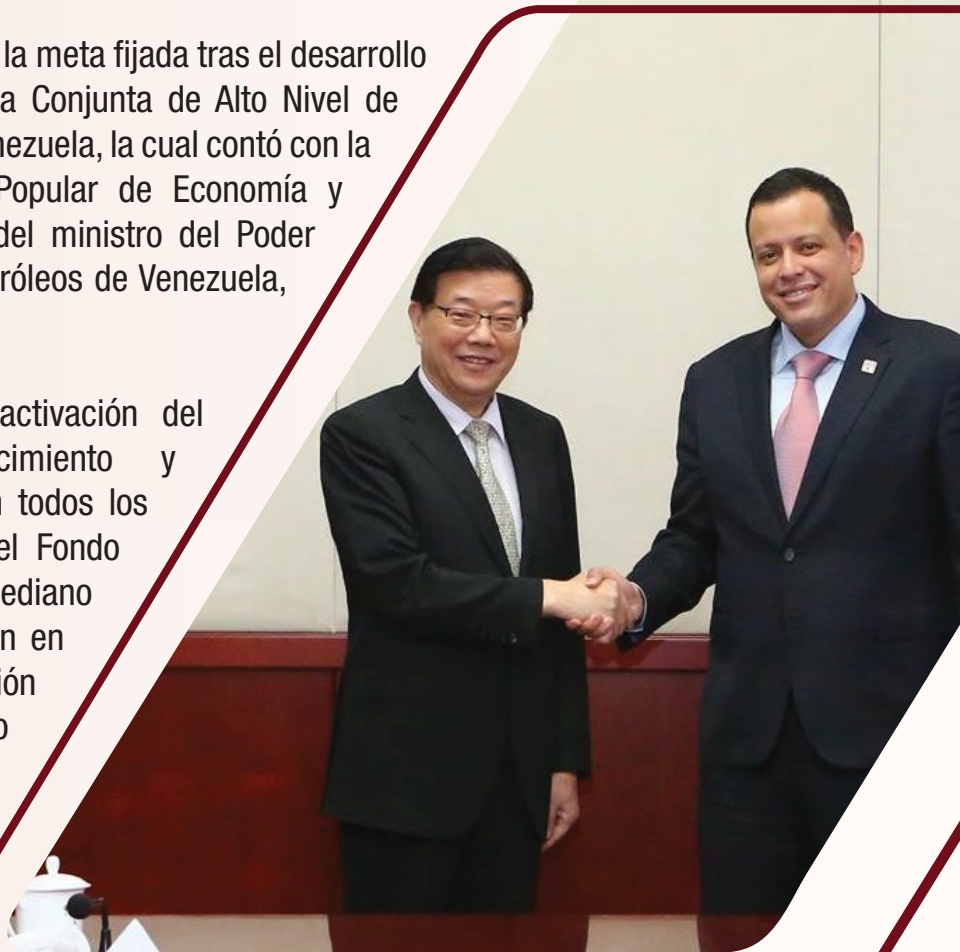 la meta fijada tras el desarrollo
a Conjunta de Alto Nivel de
nezuela, la cual contó con la
Popular de Economía y
del ministro del Poder
róleos de Venezuela,
activación del
cimiento y
todos los
el Fondo
ediano
n en
ión
o